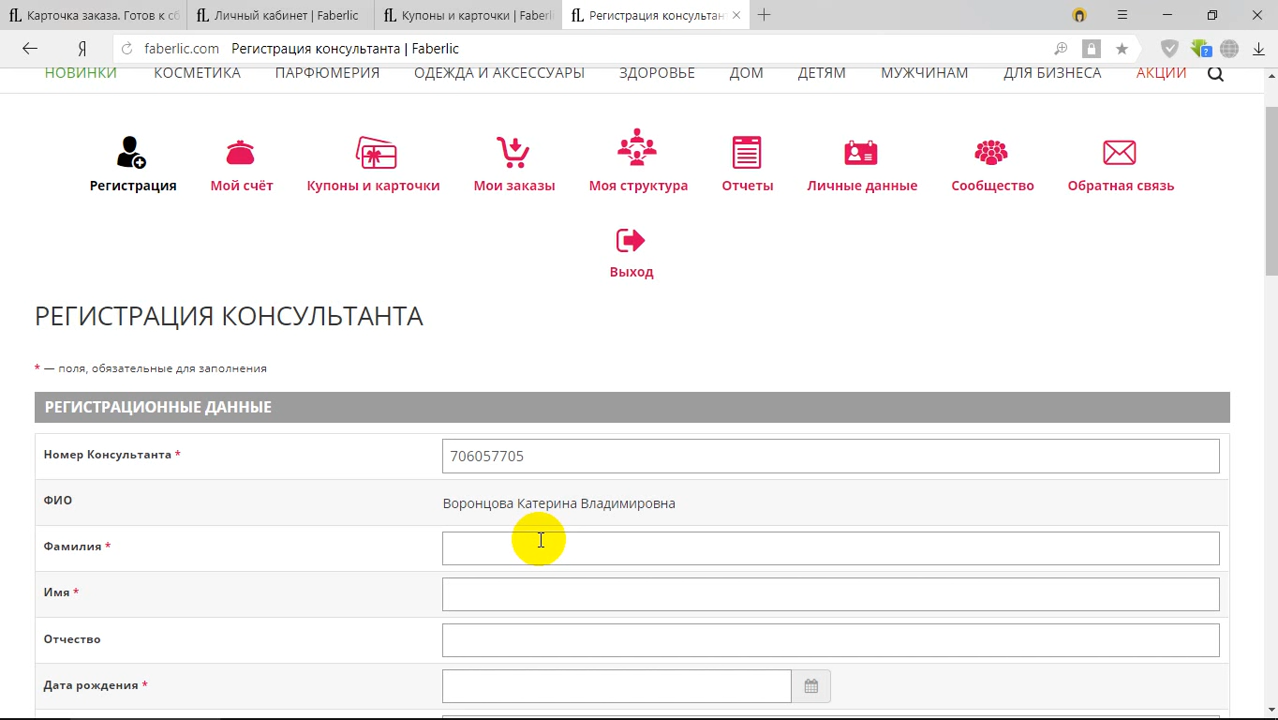 Карточка заказа. Готов к сб
Личный кабинет | Faberlic
Купоны и карточки | Faberl
Регистрация консультан
faberlic.com Регистрация консультанта | Faberlic
НОВИНКИ КОСМЕТИКА ПАРФЮМЕРИЯ ОДЕЖДА И АКСЕССУАРЫ ЗДОРОВЬЕ ДОМ ДЕТЯМ МУЖЧИНАМ ДЛЯ БИЗНЕСА АКЦИИ
Регистрация Мой счёт Купоны и карточки Мои заказы Моя структура Отчеты Личные данные Сообщество Обратная связь
Выход
РЕГИСТРАЦИЯ КОНСУЛЬТАНТА
* — поля, обязательные для заполнения
РЕГИСТРАЦИОННЫЕ ДАННЫЕ
Номер Консультанта * 706057705
ФИО Воронцова Катерина Владимировна
Фамилия *
Имя *
Отчество
Дата рождения *